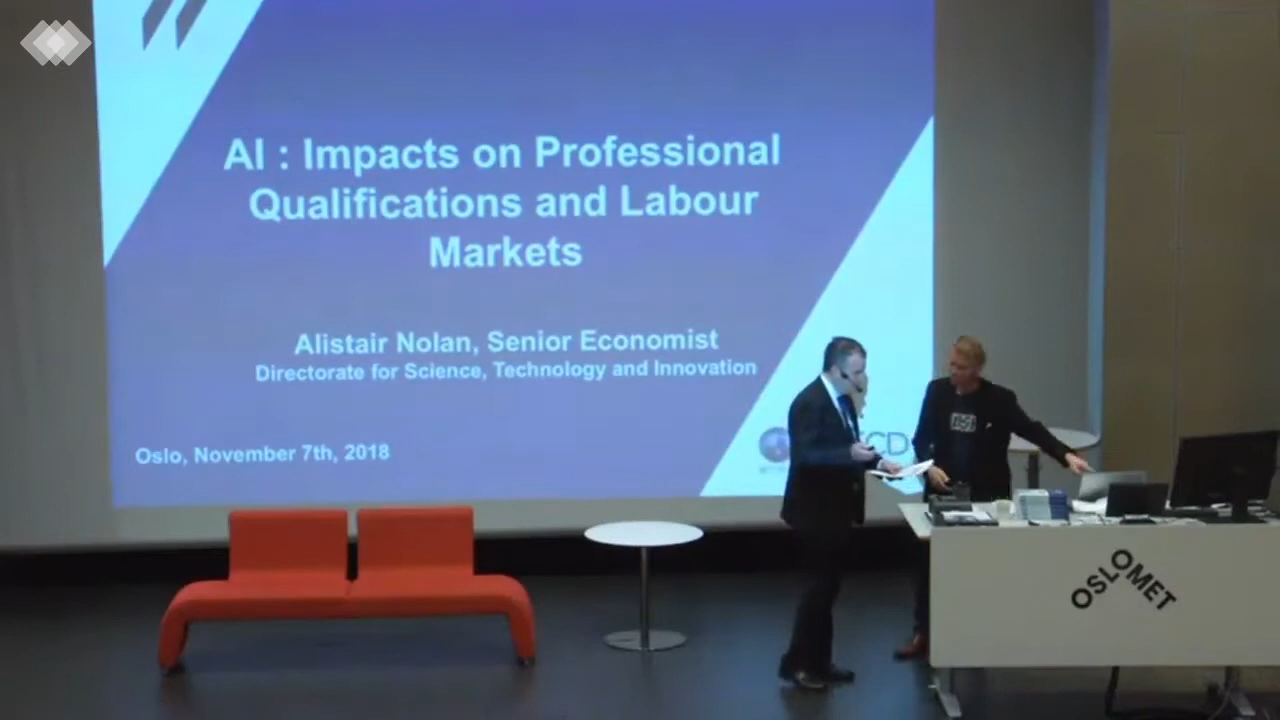 AI : Impacts on Professional
Qualifications and Labour
Markets
Alistair Nolan, Senior Economist
Directorate for Science, Technology and Innovation
Oslo, November 7th, 2018
OSLOMET